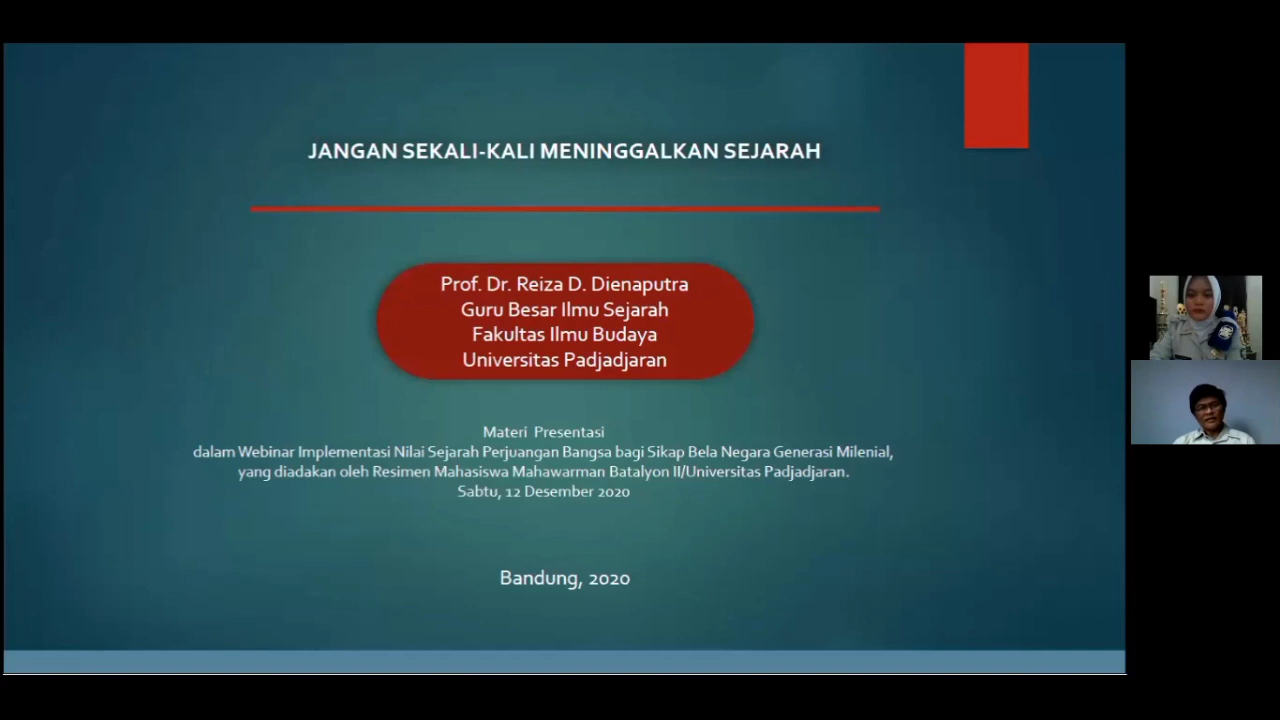 JANGAN SEKALI-KALI MENINGGALKAN SEJARAH
Prof. Dr. Reiza D. Dienaputra
Guru Besar Ilmu Sejarah
Fakultas Ilmu Budaya
Universitas Padjadjaran
Materi Presentasi
dalam Webinar Implementasi Nilai Sejarah Perjuangan Bangsa bagi Sikap Bela Negara Generasi Milenial,
yang diadakan oleh Resimen Mahasiswa Mahawarman Batalyon II/Universitas Padjadjaran.
Sabtu, 12 Desember 2020
Bandung, 2020